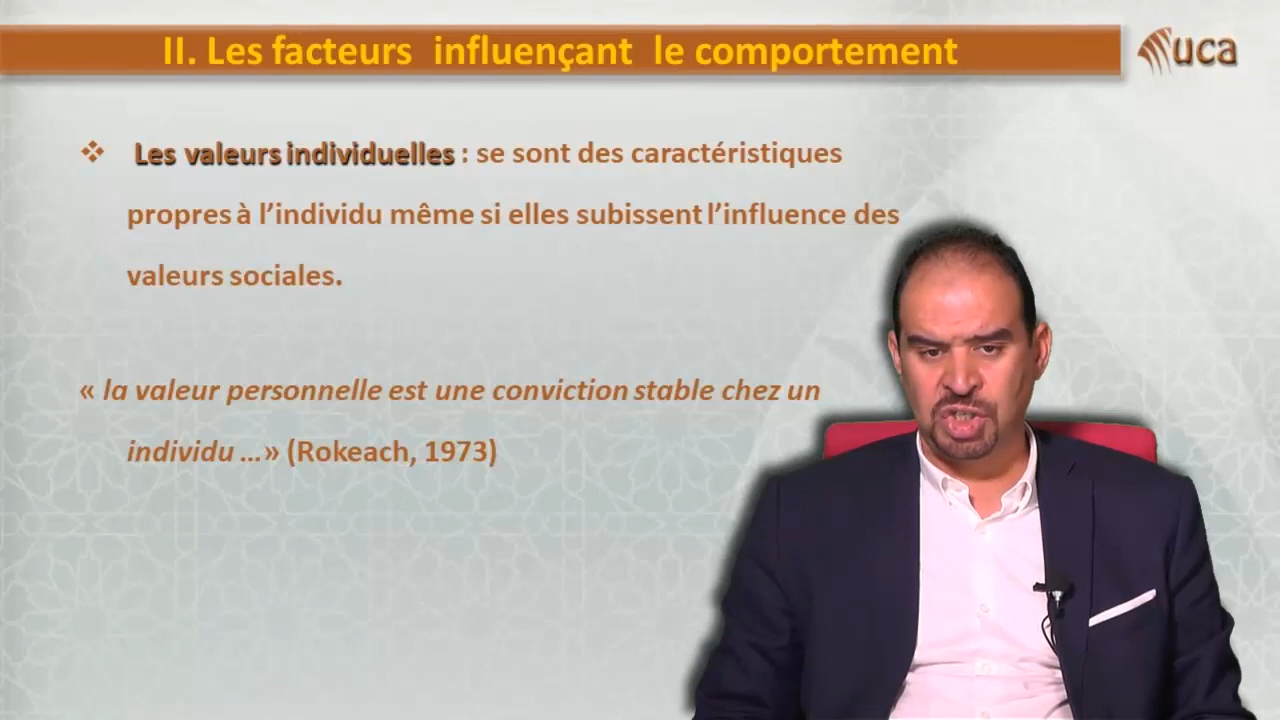 II. Les facteurs influençant le comportement
uca
Les valeurs individuelles : se sont des caractéristiques
propres à l’individu même si elles subissent l’influence des
valeurs sociales.
« la valeur personnelle est une conviction stable chez un
individu …» (Rokeach, 1973)